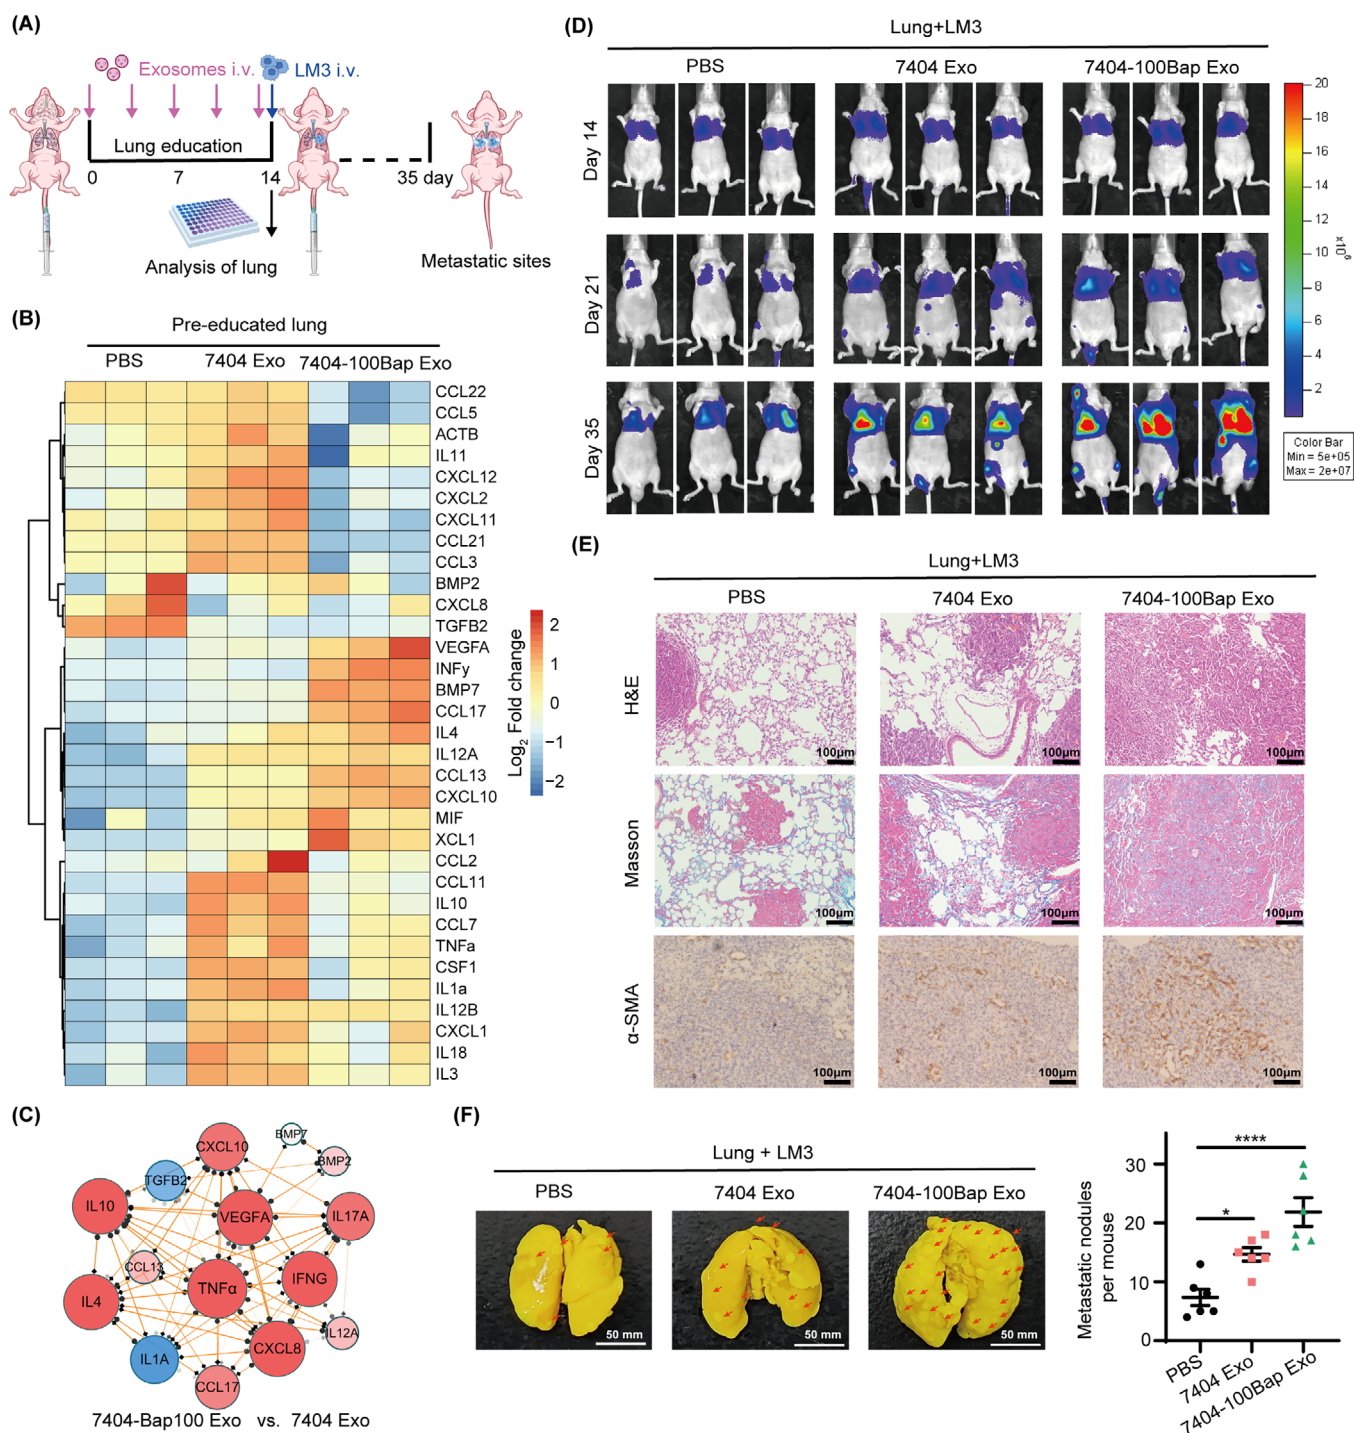 (A)
Exosomes i.v.
LM3 i.v.
Lung education
0
7
14
35 day
Analysis of lung
Metastatic sites
(B)
Pre-educated lung
PBS
7404 Exo
7404-100Bap Exo
CCL22
CCL5
ACTB
IL11
CXCL12
CXCL2
CXCL11
CCL21
CCL3
BMP2
CXCL8
TGFB2
VEGFA
INFy
BMP7
CCL17
IL4
IL12A
CCL13
CXCL10
MIF
XCL1
CCL2
CCL11
IL10
CCL7
TNFa
CSF1
IL1a
IL12B
CXCL1
IL18
IL3
Log2 Fold change
2
1
0
−1
−2
(C)
CXCL10
BMP7
BMP2
TGFB2
IL10
VEGFA
IL17A
CCL13
TNFα
IFNG
IL4
IL12A
CXCL8
IL1A
CCL17
7404-Bap100 Exo vs. 7404 Exo
(D)
Lung+LM3
PBS
7404 Exo
7404-100Bap Exo
Day 14
Day 21
Day 35
20
18
16
14
12
10
8
6
4
2
x10⁶
Color Bar
Min = 5e+05
Max = 2e+07
(E)
Lung+LM3
PBS
7404 Exo
7404-100Bap Exo
H&E
100μm
100μm
100μm
Masson
100μm
100μm
100μm
α-SMA
100μm
100μm
100μm
(F)
Lung + LM3
PBS
7404 Exo
7404-100Bap Exo
50 mm
50 mm
50 mm
Metastatic nodules
per mouse
30
20
10
0
****
*
PBS
7404 Exo
7404-100Bap Exo